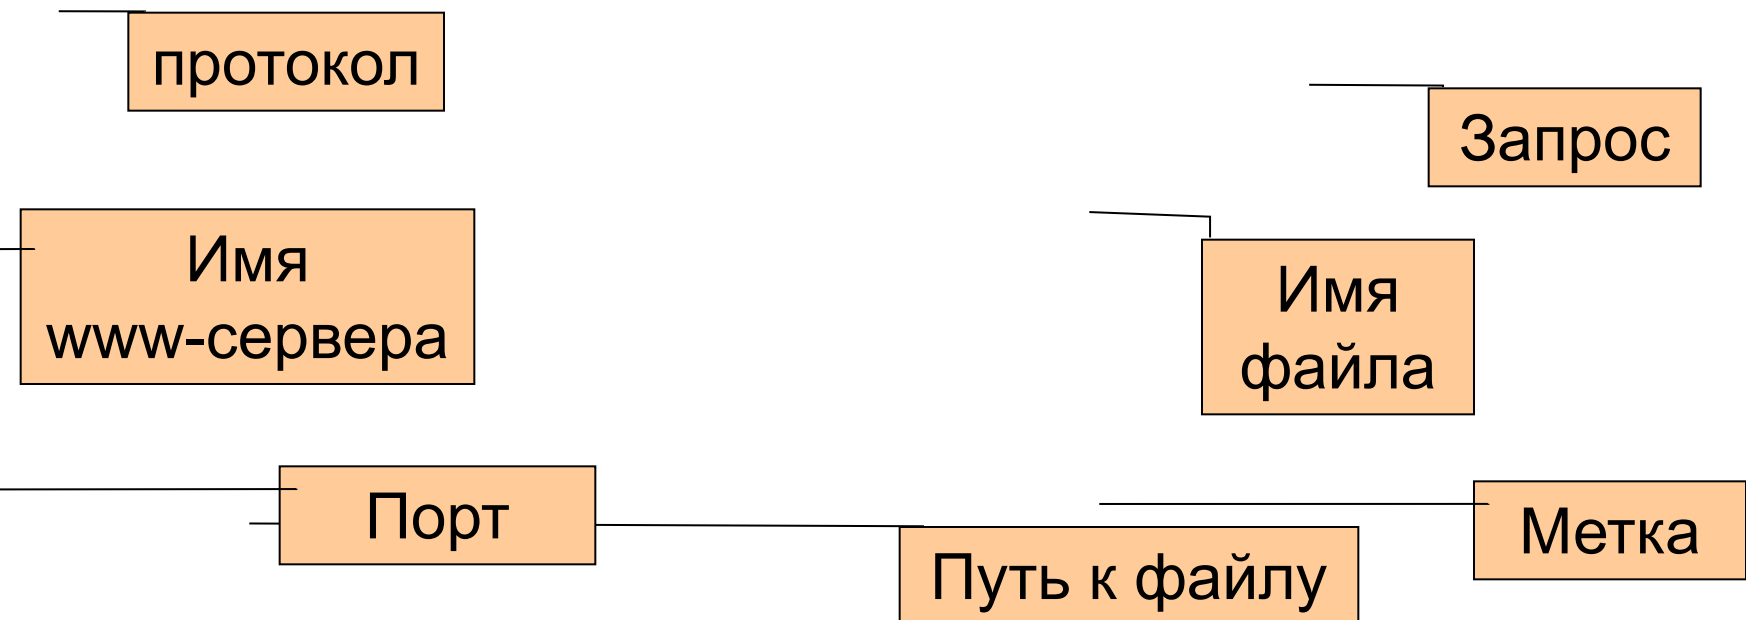 протокол
Запрос
Имя
www-сервера
Имя
файла
Порт
Метка
Путь к файлу